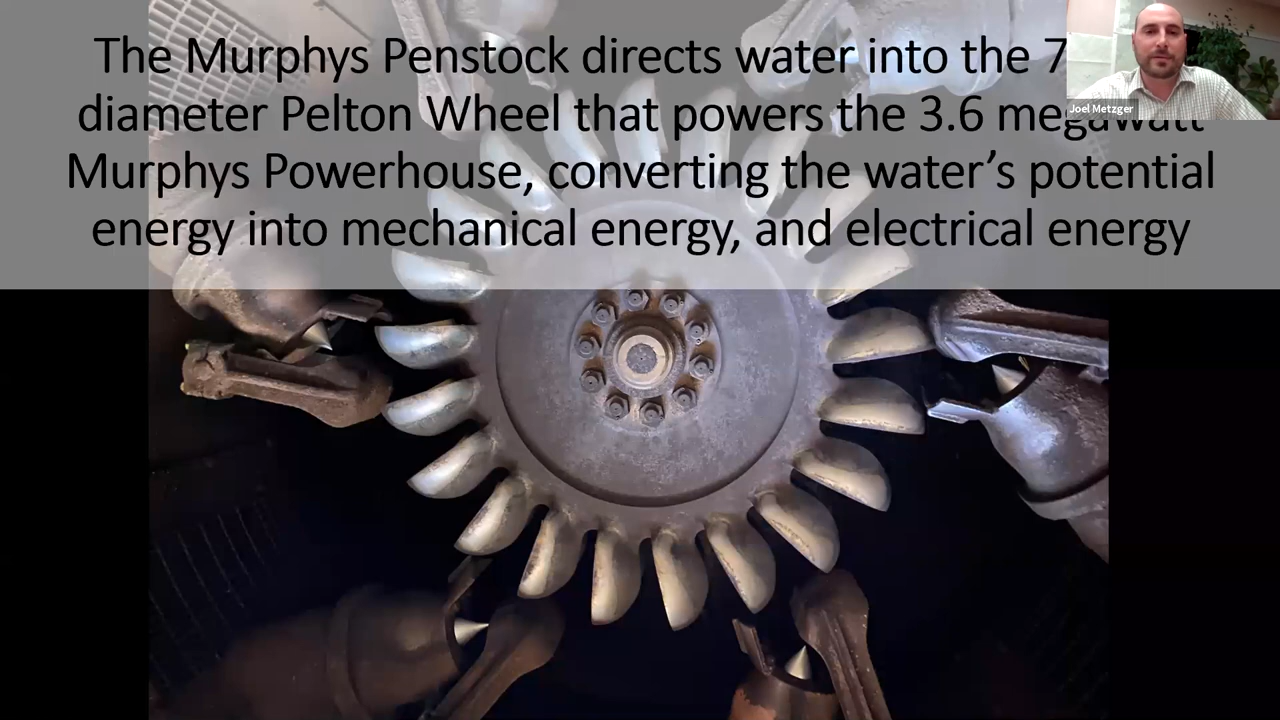 The Murphys Penstock directs water into the 7
diameter Pelton Wheel that powers the 3.6 megawatt
Murphys Powerhouse, converting the water’s potential
energy into mechanical energy, and electrical energy
Joel Metzger